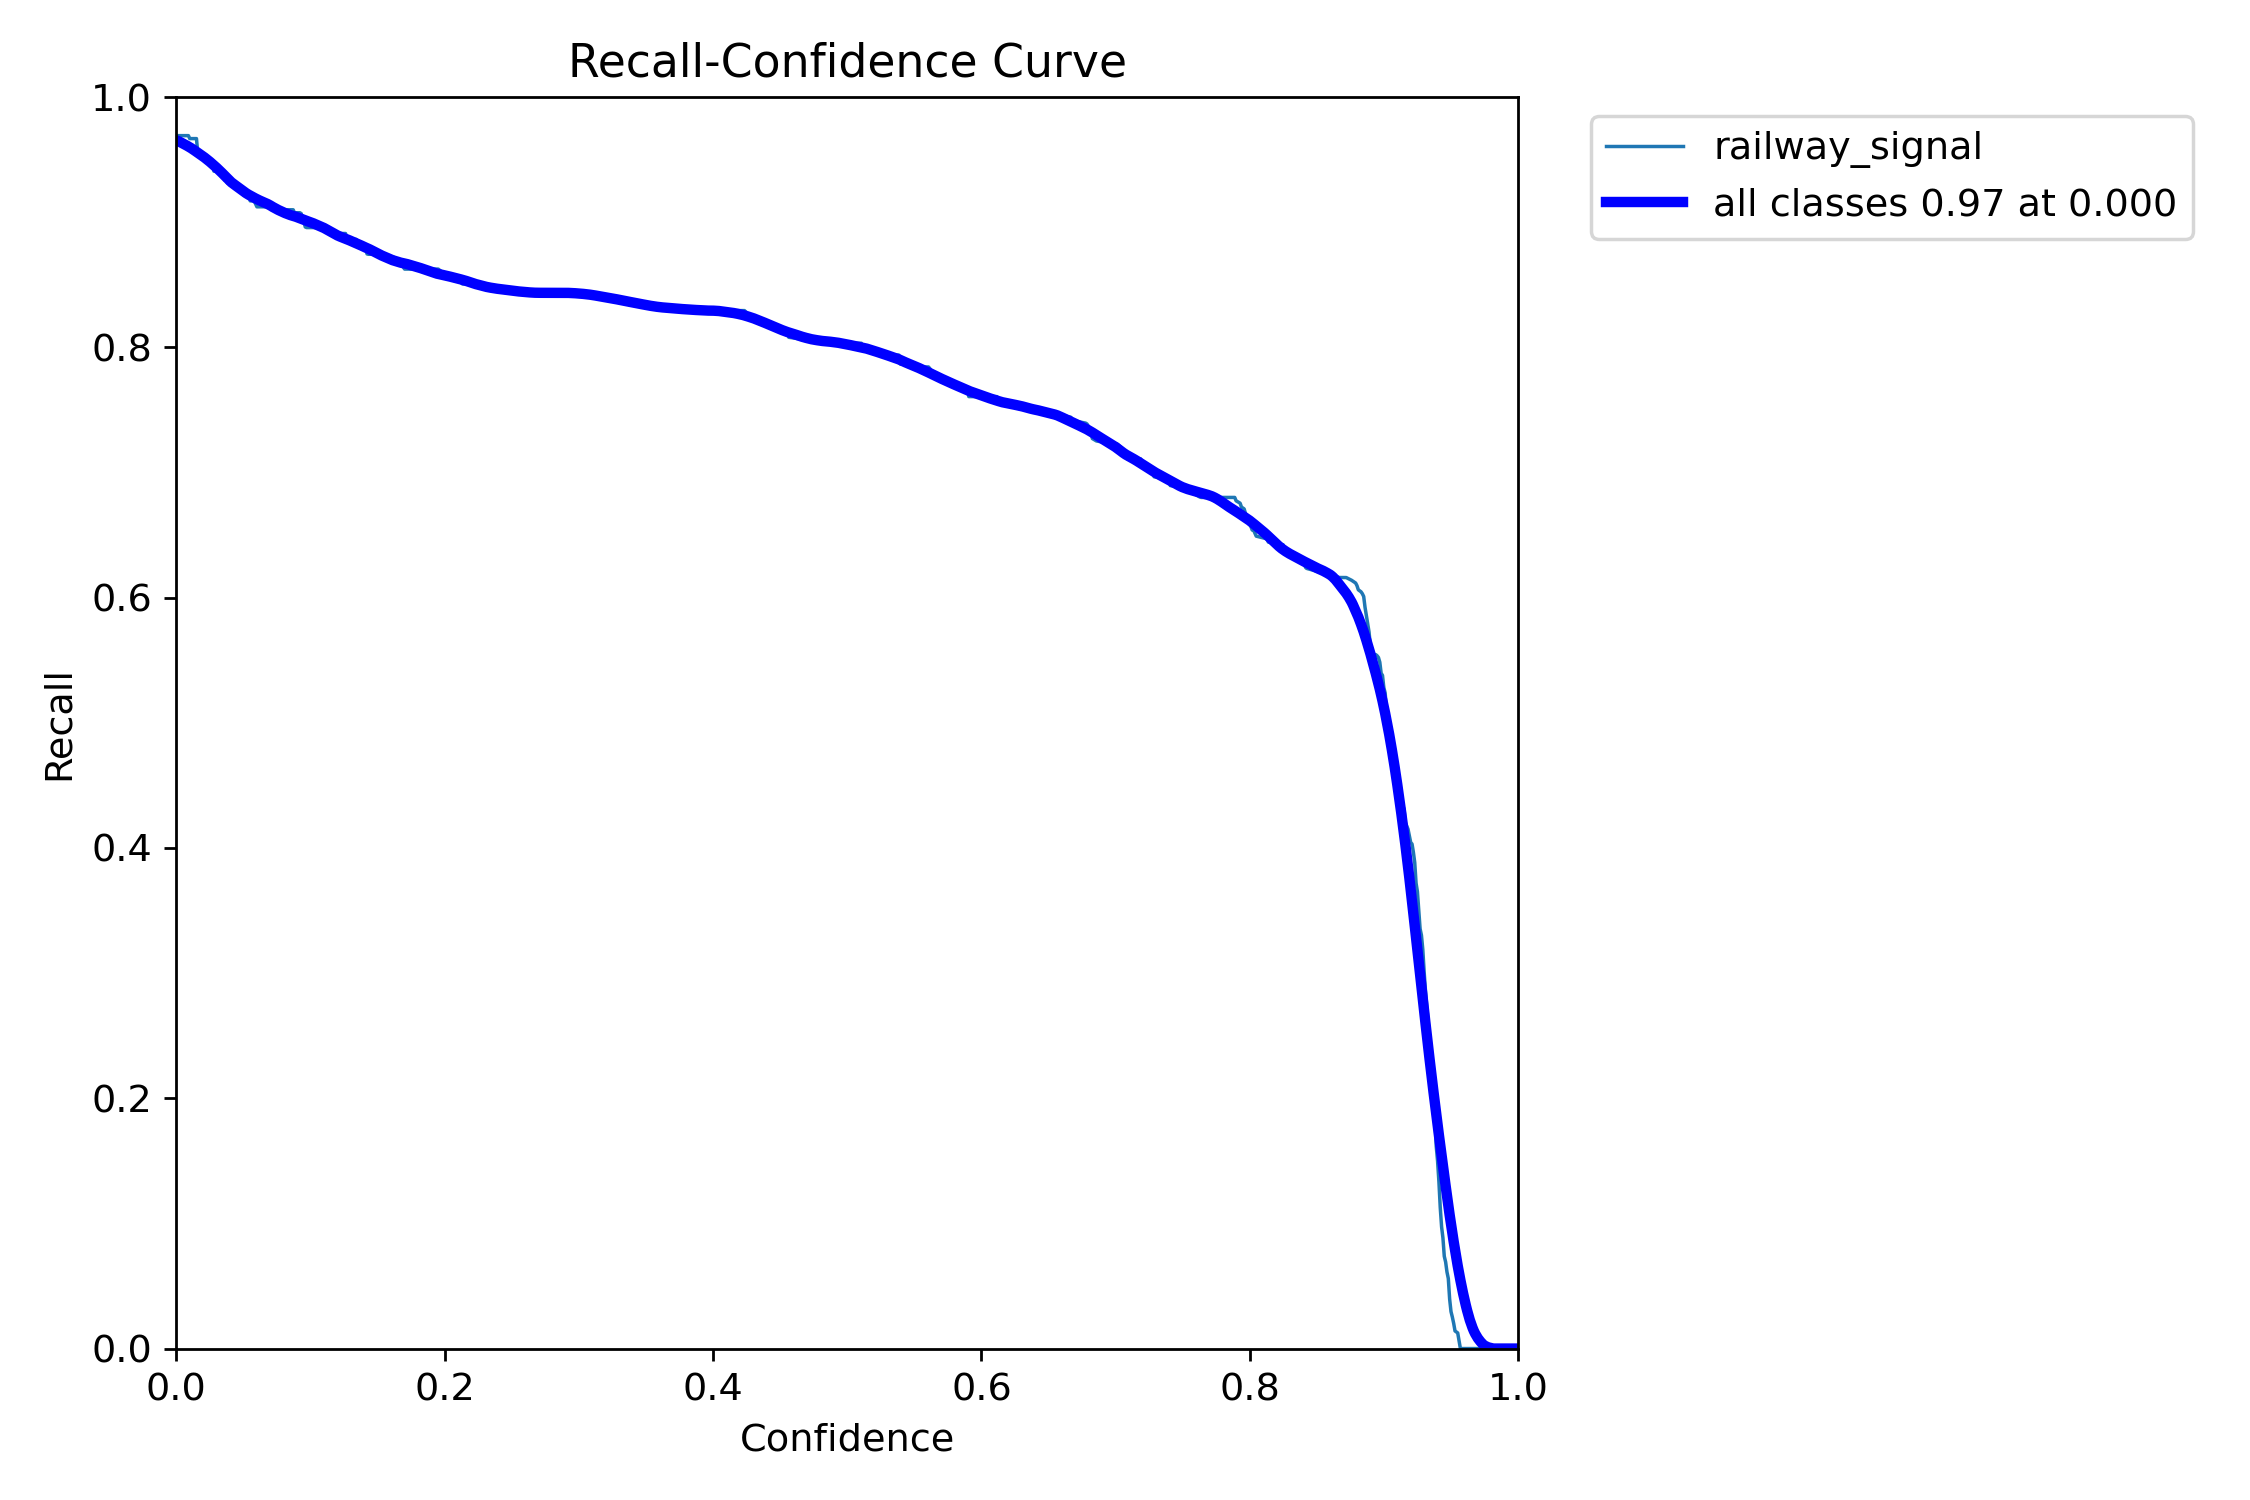 Recall-Confidence Curve
1.0
0.8
0.6
0.4
0.2
0.0
Recall
0.0 0.2 0.4 0.6 0.8 1.0
Confidence
railway_signal
all classes 0.97 at 0.000